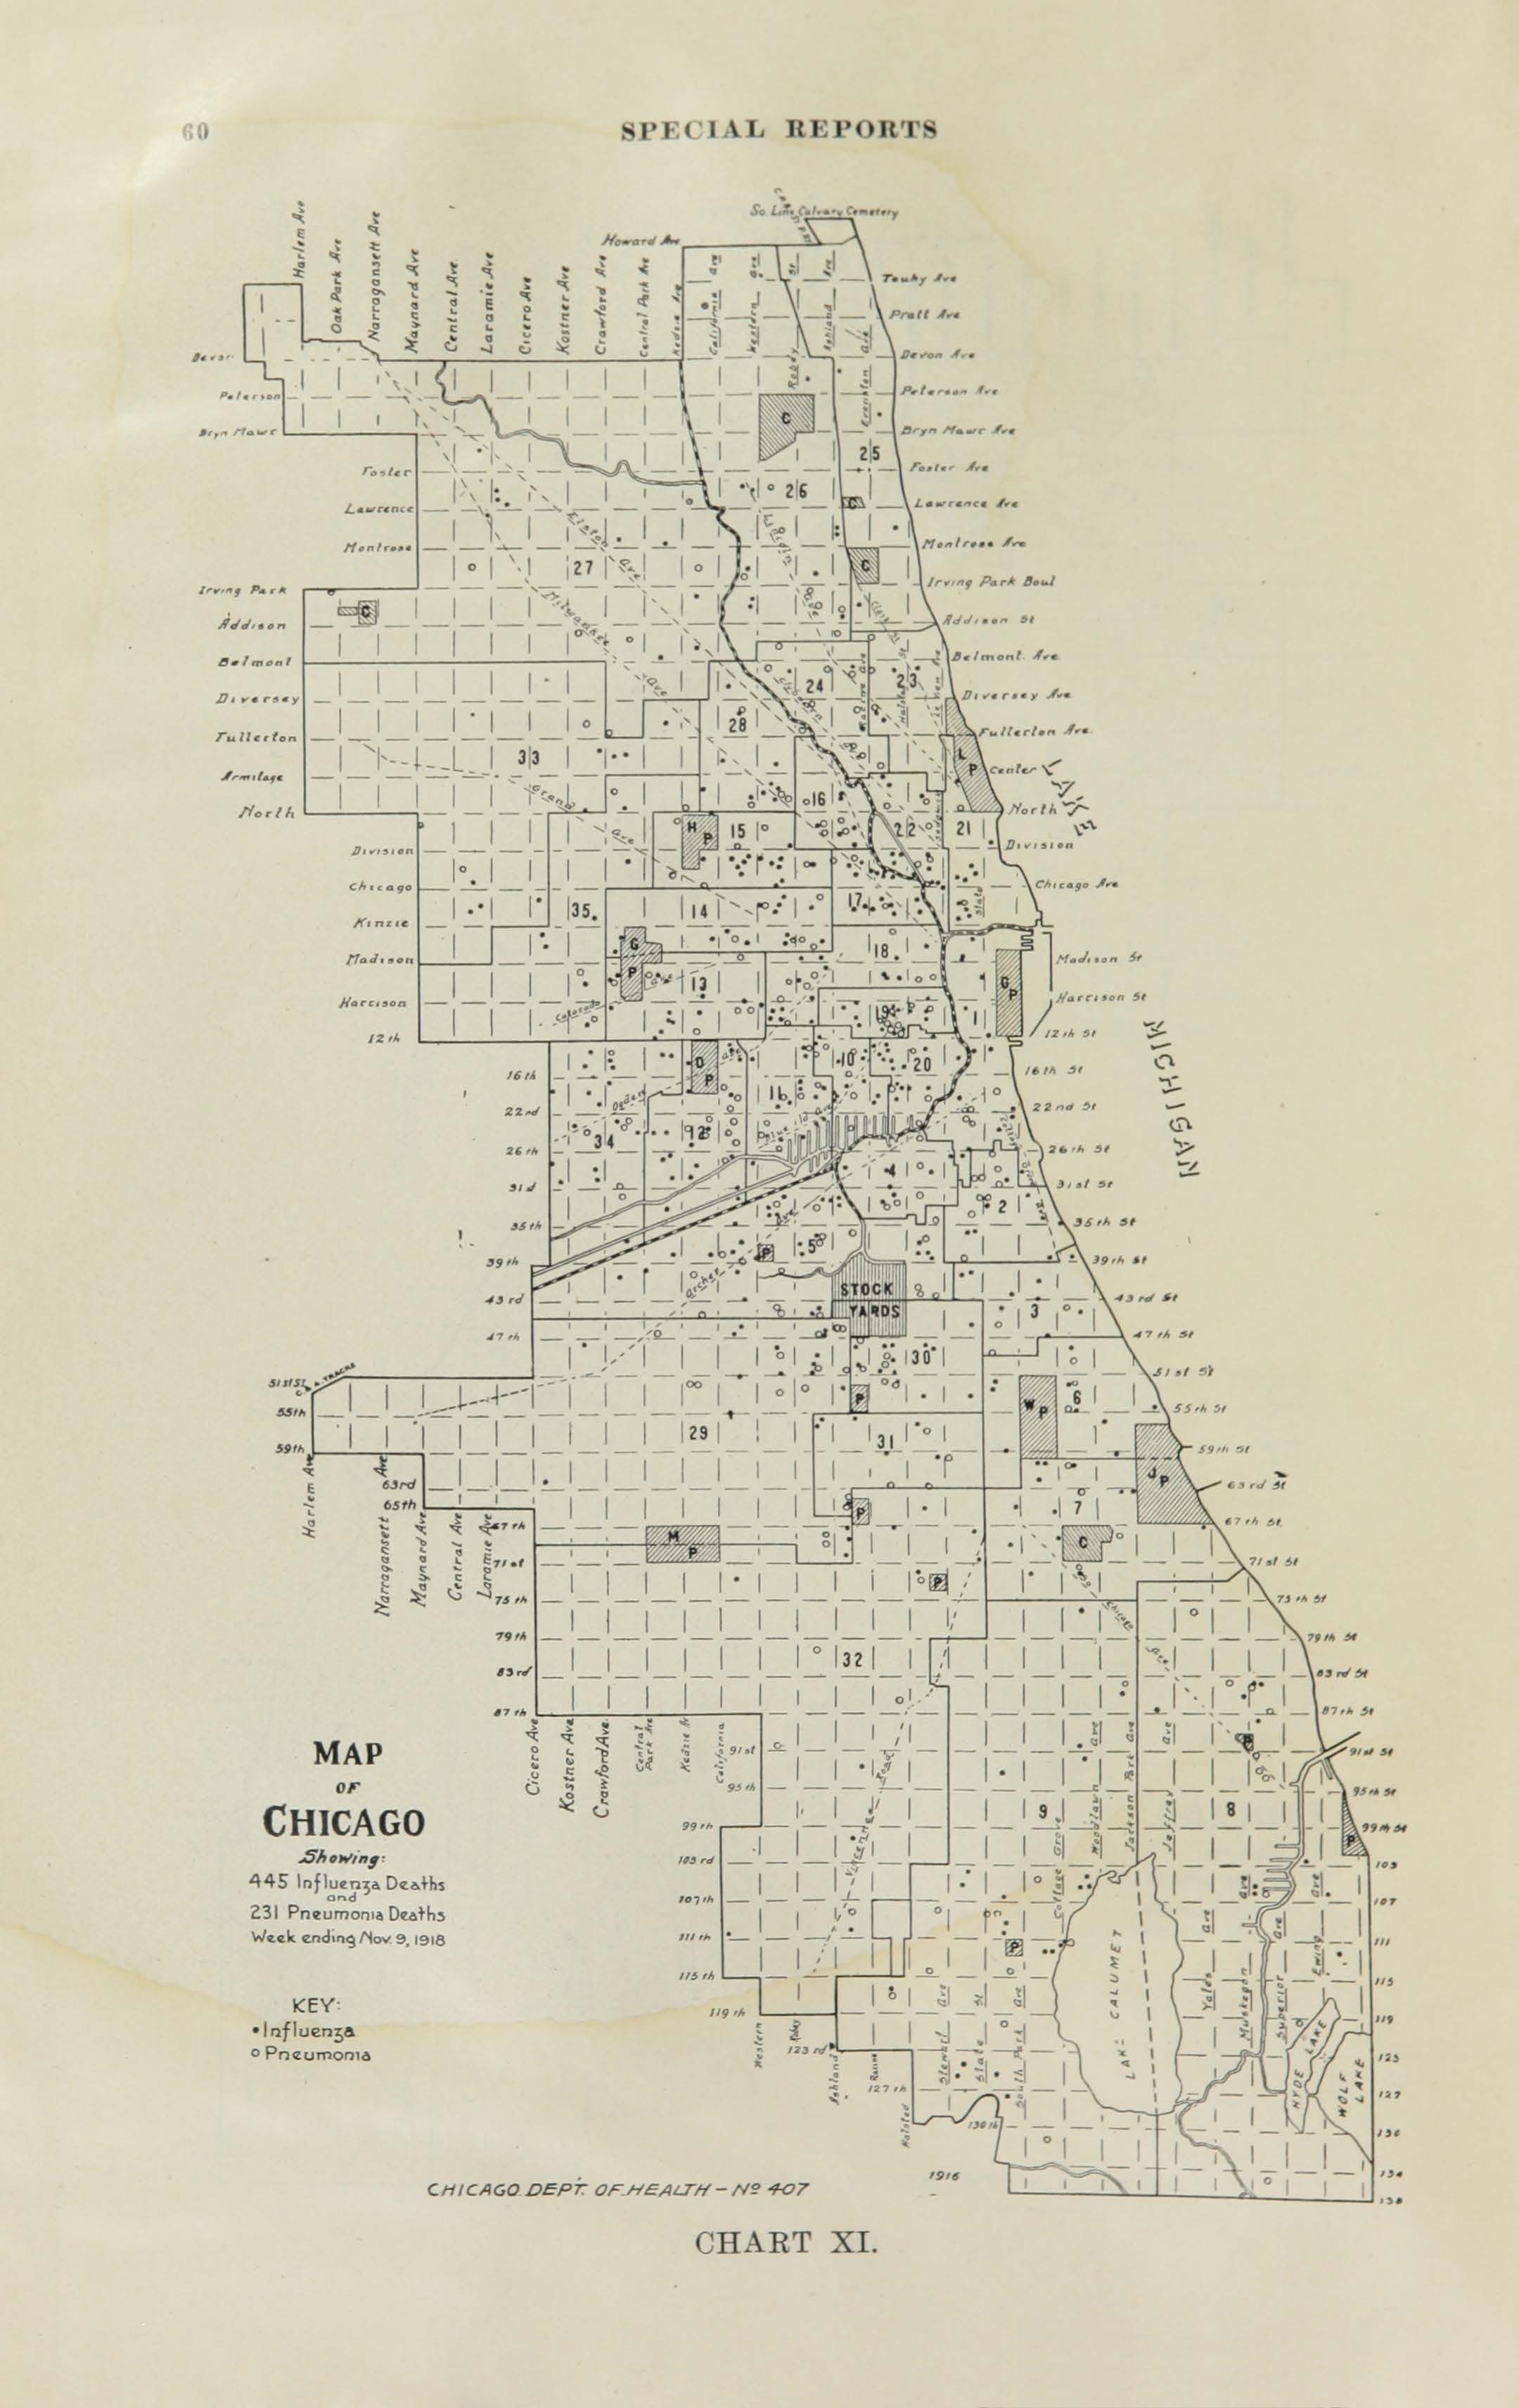 60
SPECIAL REPORTS
So. Line Calvary Cemetery
Howard Ave
Harlem Ave
Oak Park Ave
Narragansett Ave
Maynard Ave
Central Ave
Laramie Ave
Cicero Ave
Kostner Ave
Crawford Ave
Central Park Ave
Kedzie Ave
California Ave
Western Ave
Robey St
Ashland Ave
Evanston Ave
Touhy Ave
Pratt Ave
Devon Ave
Peterson Ave
Bryn Mawr Ave
Foster Ave
Lawrence Ave
Montrose Ave
Irving Park Boul
Addison St
Belmont Ave
Diversey Ave
Fullerton Ave
Center
North
Division
Chicago Ave
Madison St
Harrison St
12th St
16th St
22nd St
26th St
31st St
35th St
39th St
43rd St
47th St
51st St
55th St
59th St
63rd St
67th St
71st St
75th St
79th St
83rd St
87th St
91st St
95th St
99th St
103
107
111
115
119
123
127
130
134
138
LAKE
MICHIGAN
Peterson
Bryn Mawr
Foster
Lawrence
Montrose
Irving Park
Addison
Belmont
Diversey
Fullerton
Armitage
North
Division
Chicago
Kinzie
Madison
Harrison
12th
16th
22nd
26th
35th
39th
43rd
47th
51st St
55th
59th
63rd
65th
67th
71st
75th
79th
83rd
87th
91st
95th
99th
103rd
107th
111th
115th
119th
123rd
127th
130th
Elston Ave
Milwaukee Ave
Grand Ave
Colorado Ave
Ogden Ave
Archer Ave
25
26
27
24
23
28
33
16
15
22
21
35
14
17
18
13
19
1
10
20
11
12
34
4
2
5
3
30
6
29
31
7
32
9
8
C
C
C
C
L P
H P
G P
G P
D P
P
STOCK YARDS
P
W P
J P
P
M P
C
P
P
P
P
Harlem Ave
Narragansett Ave
Maynard Ave
Central Ave
Laramie Ave
Cicero Ave
Kostner Ave
Crawford Ave
Central Park Ave
Kedzie Av
California
Western
Robey
Ashland
Halsted
Stewart Ave
State St
South Park Ave
Cottage Grove
Woodlawn Ave
Jackson Park Ave
Jeffrey Ave
Yates Ave
Muskegon Ave
Superior Ave
Ewing Ave
Vincennes Road
LAKE CALUMET
HYDE LAKE
WOLF LAKE
MAP
OF
CHICAGO
Showing:
445 Influenza Deaths
and
231 Pneumonia Deaths
Week ending Nov. 9, 1918
KEY:
• Influenza
o Pneumonia
CHICAGO DEPT. OF HEALTH – Nº 407
1916
CHART XI.